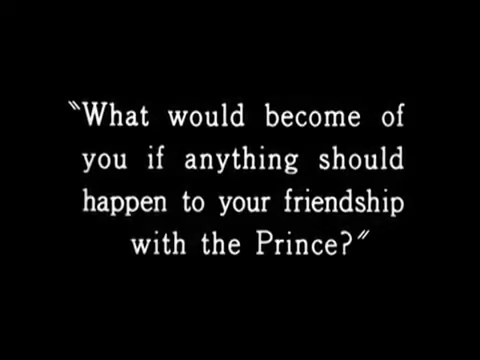 "What would become of
you if anything should
happen to your friendship
with the Prince?"